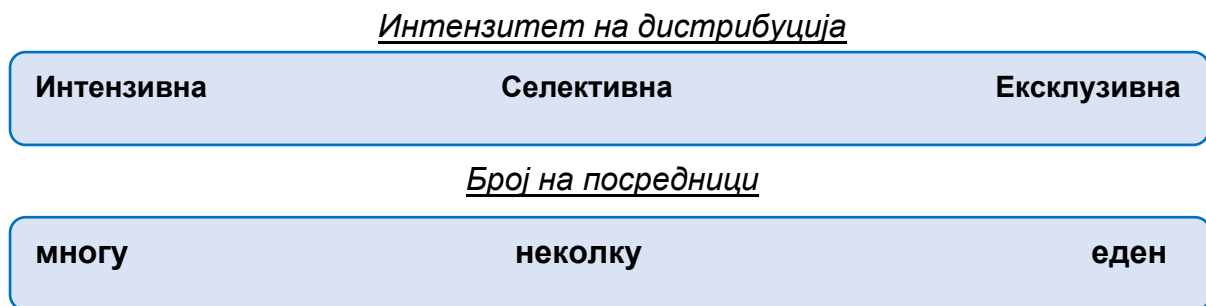 Интензитет на дистрибуција
Интензивна Селективна Ексклузивна
Број на посредници
многу неколку еден